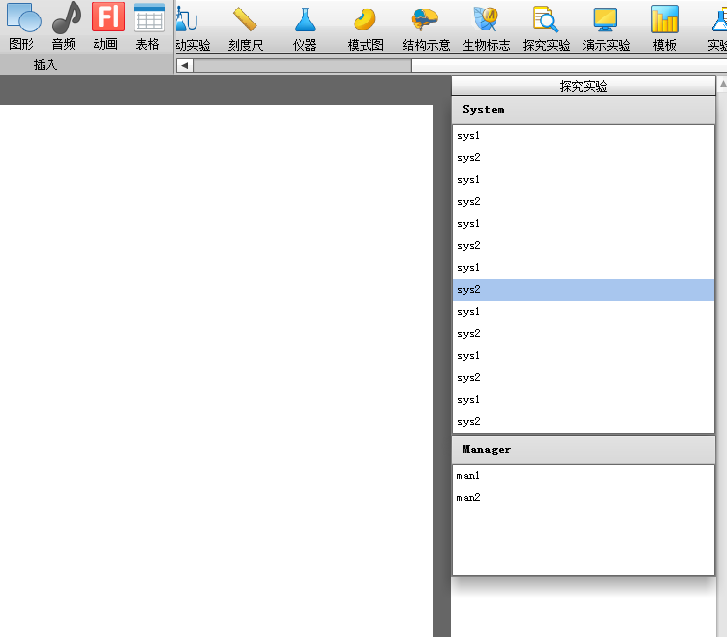 图形 音频 动画 表格 动实验 刻度尺 仪器 模式图 结构示意 生物标志 探究实验 演示实验 模板 实验
插入
探究实验
System
sys1
sys2
sys1
sys2
sys1
sys2
sys1
sys2
sys1
sys2
sys1
sys2
sys1
sys2
Manager
man1
man2